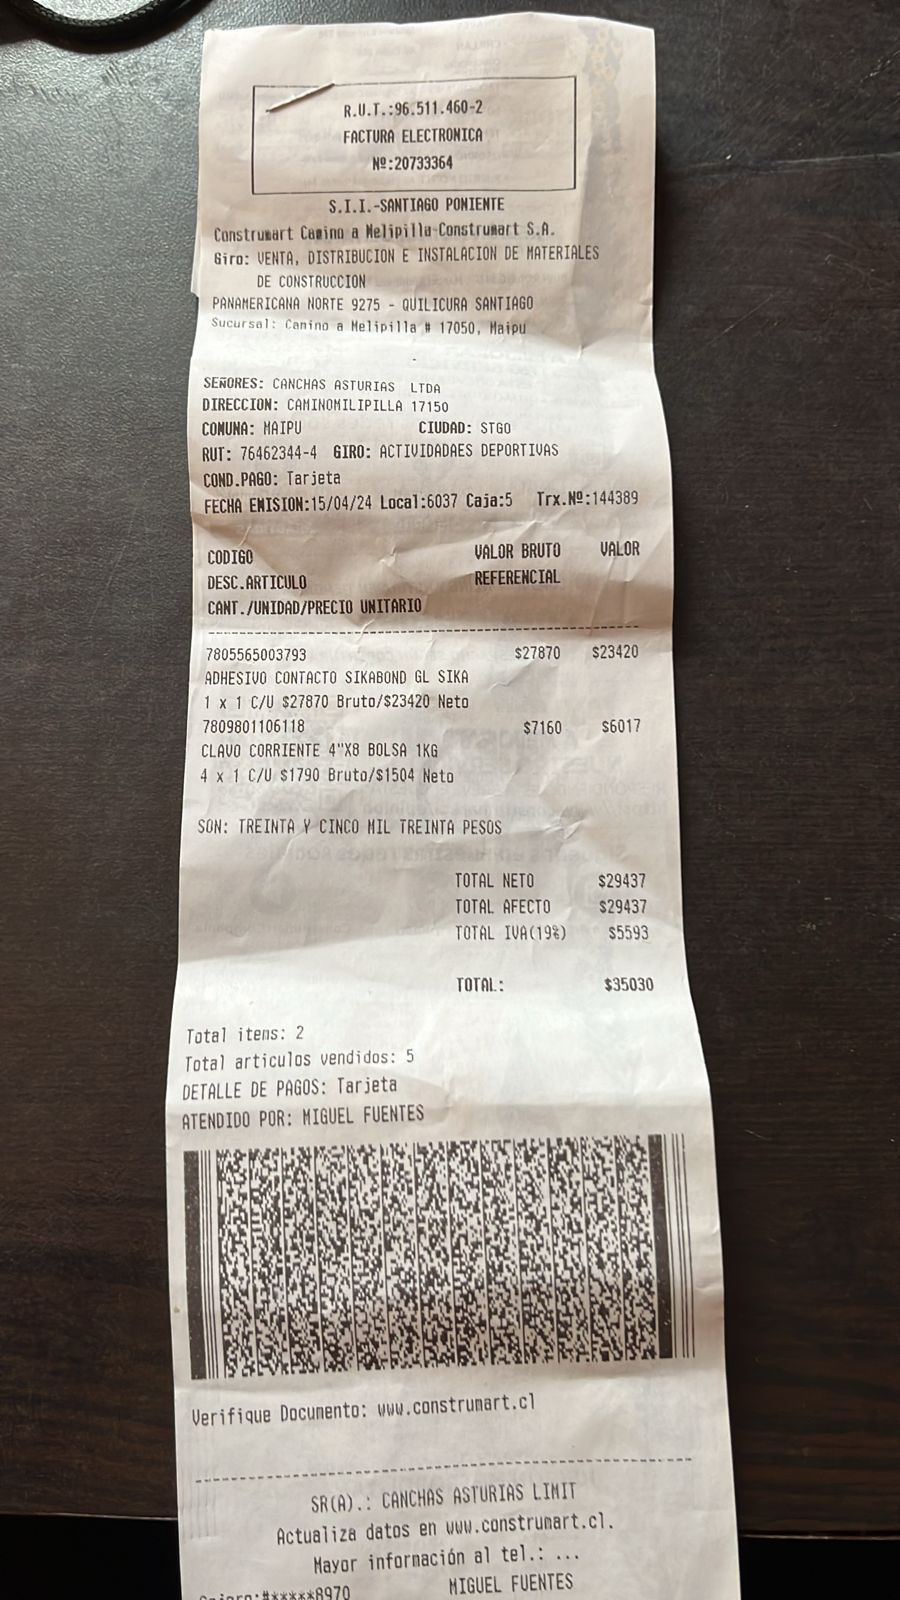 R.U.T.:96.511.460-2
FACTURA ELECTRONICA
Nº:20733364
S.I.I.-SANTIAGO PONIENTE
Construmart Camino a Melipilla-Construmart S.A.
Giro: VENTA, DISTRIBUCION E INSTALACION DE MATERIALES
DE CONSTRUCCION
PANAMERICANA NORTE 9275 - QUILICURA SANTIAGO
Sucursal: Camino a Melipilla # 17050, Maipu
SEÑORES: CANCHAS ASTURIAS LTDA
DIRECCION: CAMINOMILIPILLA 17150
COMUNA: MAIPU CIUDAD: STGO
RUT: 76462344-4 GIRO: ACTIVIDADAES DEPORTIVAS
COND.PAGO: Tarjeta
FECHA EMISION:15/04/24 Local:6037 Caja:5 Trx.Nº:144389
CODIGO VALOR BRUTO VALOR
DESC.ARTICULO REFERENCIAL
CANT./UNIDAD/PRECIO UNITARIO
7805565003793 $27870 $23420
ADHESIVO CONTACTO SIKABOND GL SIKA
1 x 1 C/U $27870 Bruto/$23420 Neto
7809801106118 $7160 $6017
CLAVO CORRIENTE 4"X8 BOLSA 1KG
4 x 1 C/U $1790 Bruto/$1504 Neto
SON: TREINTA Y CINCO MIL TREINTA PESOS
TOTAL NETO $29437
TOTAL AFECTO $29437
TOTAL IVA(19%) $5593
TOTAL: $35030
Total items: 2
Total articulos vendidos: 5
DETALLE DE PAGOS: Tarjeta
ATENDIDO POR: MIGUEL FUENTES
Verifique Documento: www.construmart.cl
SR(A).: CANCHAS ASTURIAS LIMIT
Actualiza datos en www.construmart.cl.
Mayor información al tel.: ...
Cajero:#*****8970 MIGUEL FUENTES